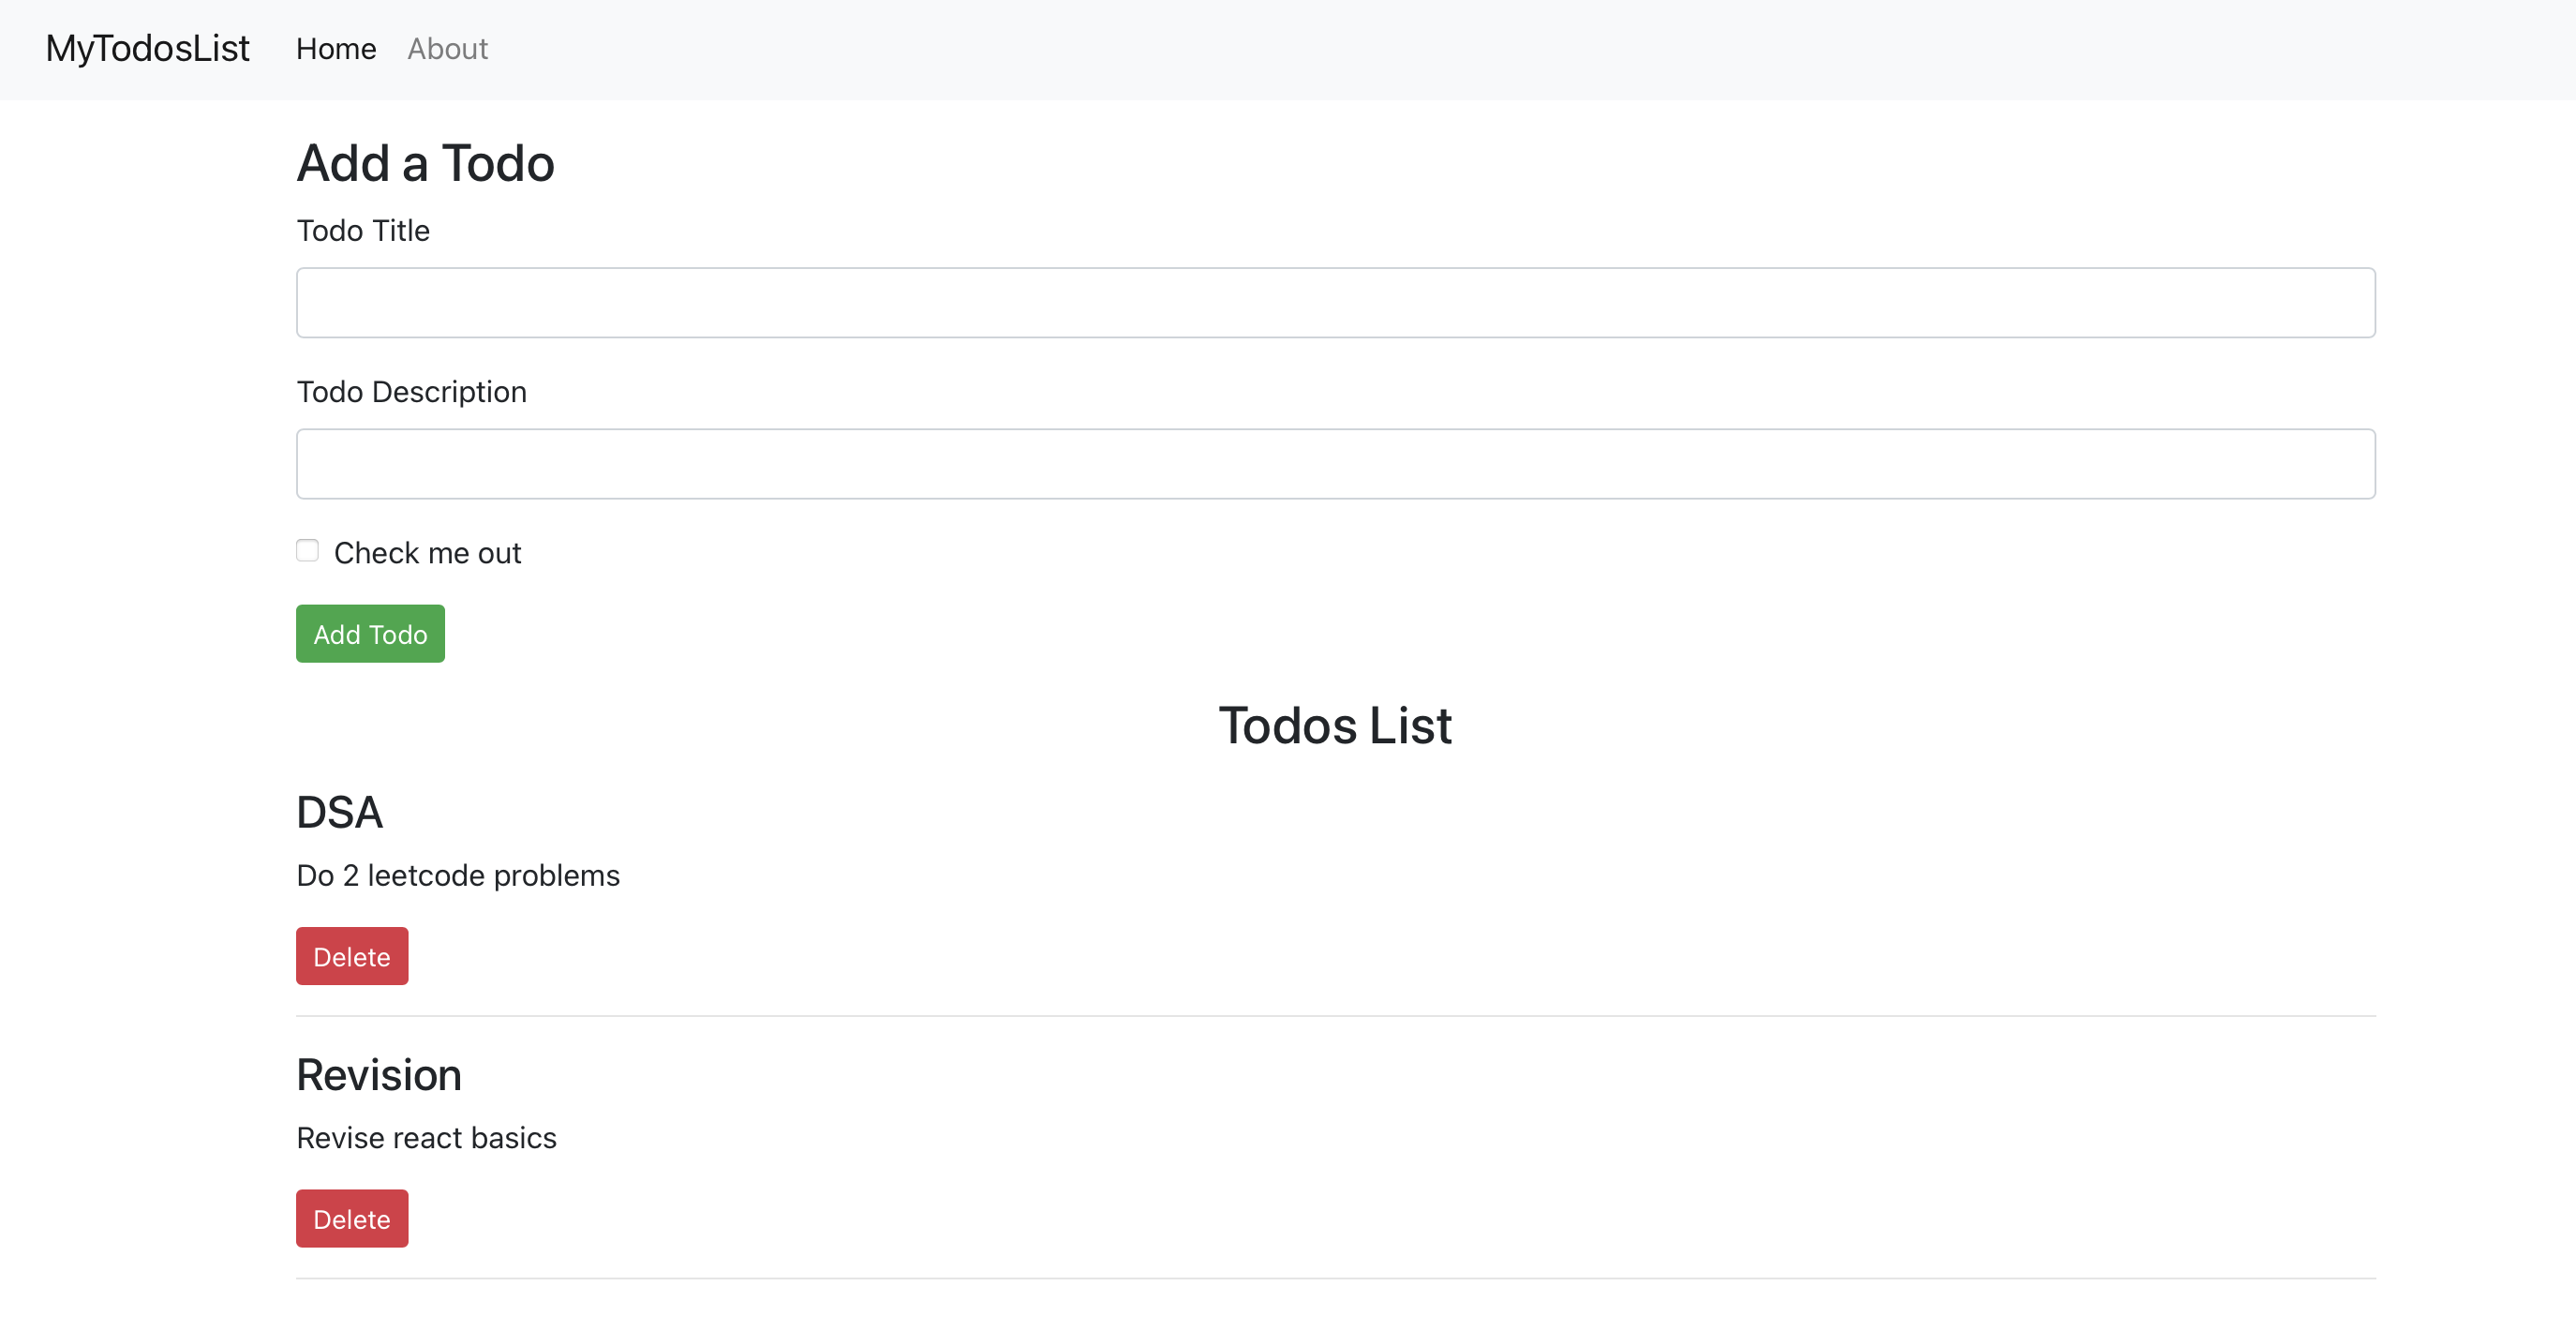 MyTodosList Home About
Add a Todo
Todo Title
Todo Description
Check me out
Add Todo
Todos List
DSA
Do 2 leetcode problems
Delete
Revision
Revise react basics
Delete